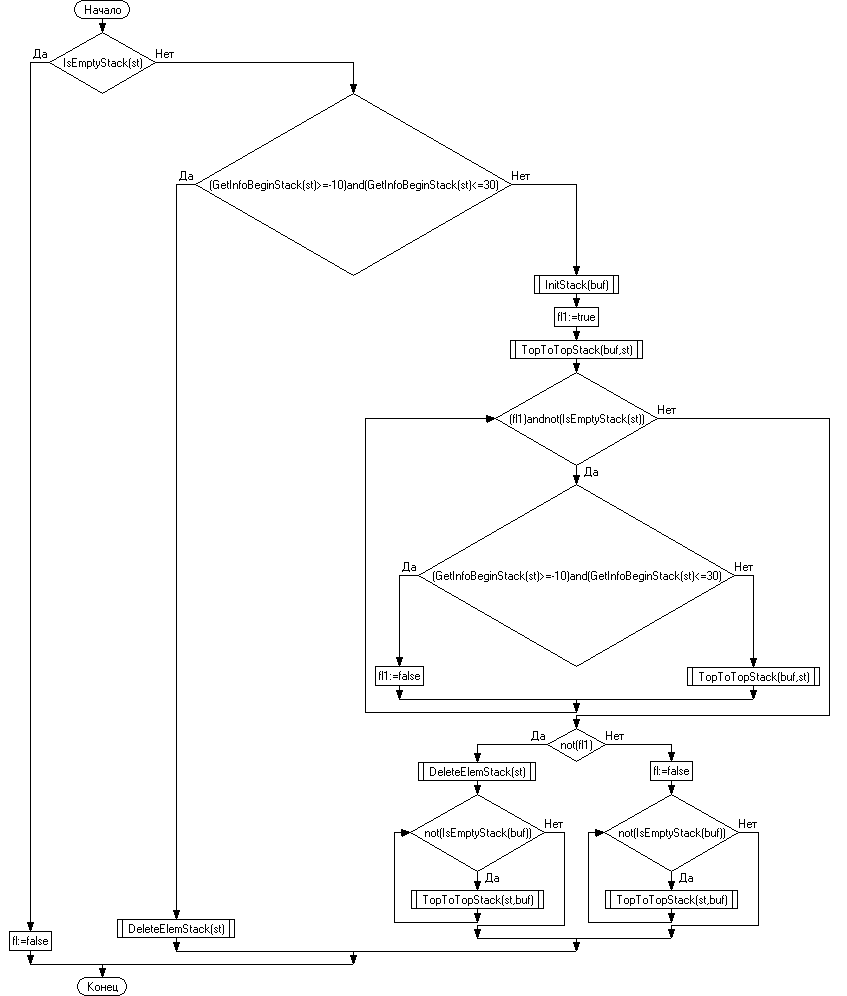 Начало
Да
Нет
IsEmptyStack(st)
Да
Нет
(GetInfoBeginStack(st)>=-10)and(GetInfoBeginStack(st)<=30)
InitStack(buf)
fl1:=true
TopToTopStack(buf,st)
Нет
(fl1)andnot(IsEmptyStack(st))
Да
Да
Нет
(GetInfoBeginStack(st)>=-10)and(GetInfoBeginStack(st)<=30)
fl1:=false
TopToTopStack(buf,st)
Да
Нет
not(fl1)
DeleteElemStack(st)
fl:=false
Нет
Нет
not(IsEmptyStack(buf))
not(IsEmptyStack(buf))
Да
Да
TopToTopStack(st,buf)
TopToTopStack(st,buf)
fl:=false
DeleteElemStack(st)
Конец